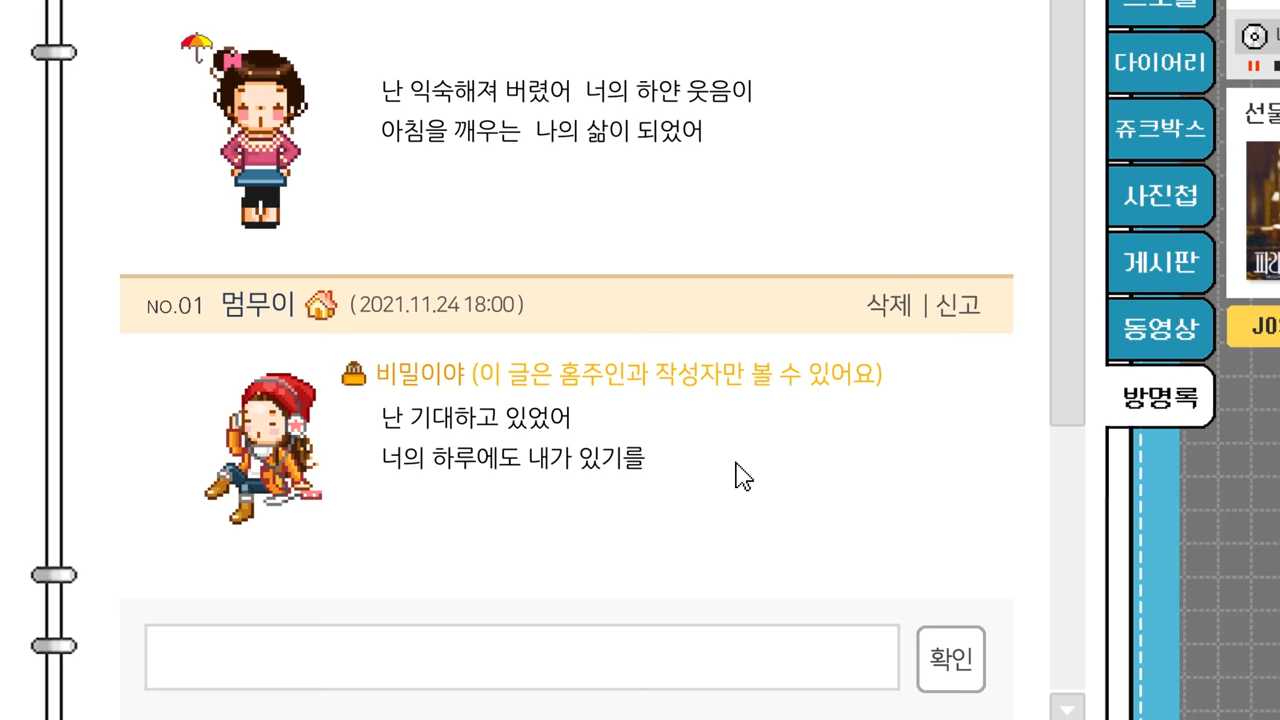 난 익숙해져 버렸어 너의 하얀 웃음이
아침을 깨우는 나의 삶이 되었어
NO.01 멈무이 (2021.11.24 18:00) 삭제 | 신고
비밀이야 (이 글은 홈주인과 작성자만 볼 수 있어요)
난 기대하고 있었어
너의 하루에도 내가 있기를
확인
다이어리
쥬크박스
사진첩
게시판
동영상
방명록